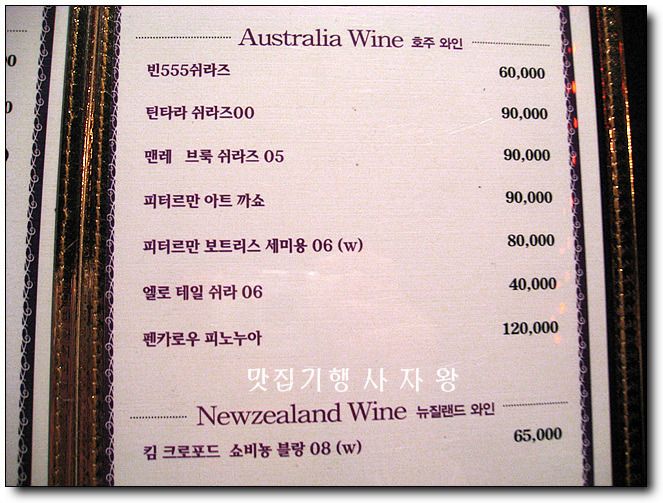 Australia Wine 호주 와인
빈555쉬라즈 60,000
틴타라 쉬라즈00 90,000
맨레 브룩 쉬라즈 05 90,000
피터르만 아트 까쇼 90,000
피터르만 보트리스 세미용 06 (w) 80,000
엘로 테일 쉬라 06 40,000
펜카로우 피노누아 120,000
맛집기행 사 자 왕
Newzealand Wine 뉴질랜드 와인
킴 크로포드 쇼비뇽 블랑 08 (w) 65,000